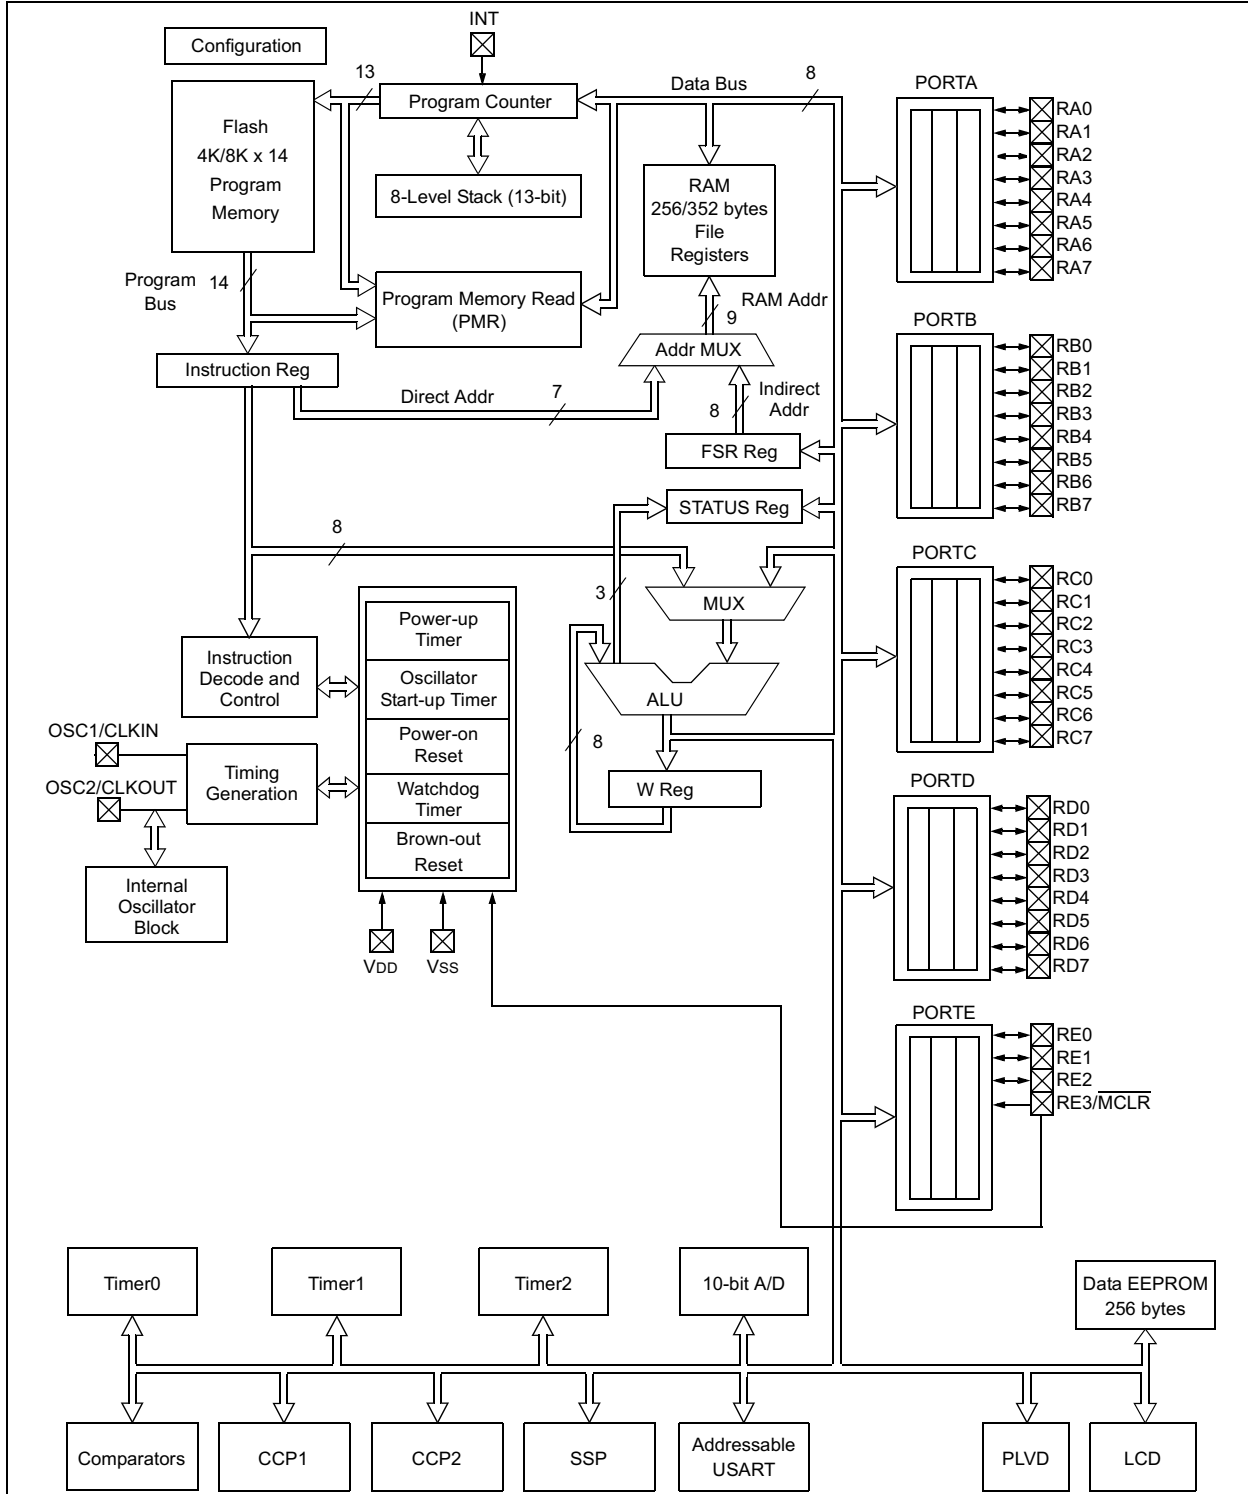 INT
Configuration
13
Program Counter
Data Bus
8
PORTA
Flash
4K/8K x 14
Program
Memory
8-Level Stack (13-bit)
RAM
256/352 bytes
File
Registers
RA0
RA1
RA2
RA3
RA4
RA5
RA6
RA7
Program
Bus
14
Program Memory Read
(PMR)
RAM Addr
9
Addr MUX
PORTB
RB0
RB1
RB2
RB3
RB4
RB5
RB6
RB7
Instruction Reg
Direct Addr
7
Indirect
Addr
8
FSR Reg
STATUS Reg
8
3
MUX
PORTC
RC0
RC1
RC2
RC3
RC4
RC5
RC6
RC7
Power-up
Timer
Oscillator
Start-up Timer
Power-on
Reset
Watchdog
Timer
Brown-out
Reset
Instruction
Decode and
Control
ALU
8
W Reg
OSC1/CLKIN
OSC2/CLKOUT
Timing
Generation
Internal
Oscillator
Block
VDD
VSS
PORTD
RD0
RD1
RD2
RD3
RD4
RD5
RD6
RD7
PORTE
RE0
RE1
RE2
RE3/MCLR
Timer0
Timer1
Timer2
10-bit A/D
Data EEPROM
256 bytes
Comparators
CCP1
CCP2
SSP
Addressable
USART
PLVD
LCD